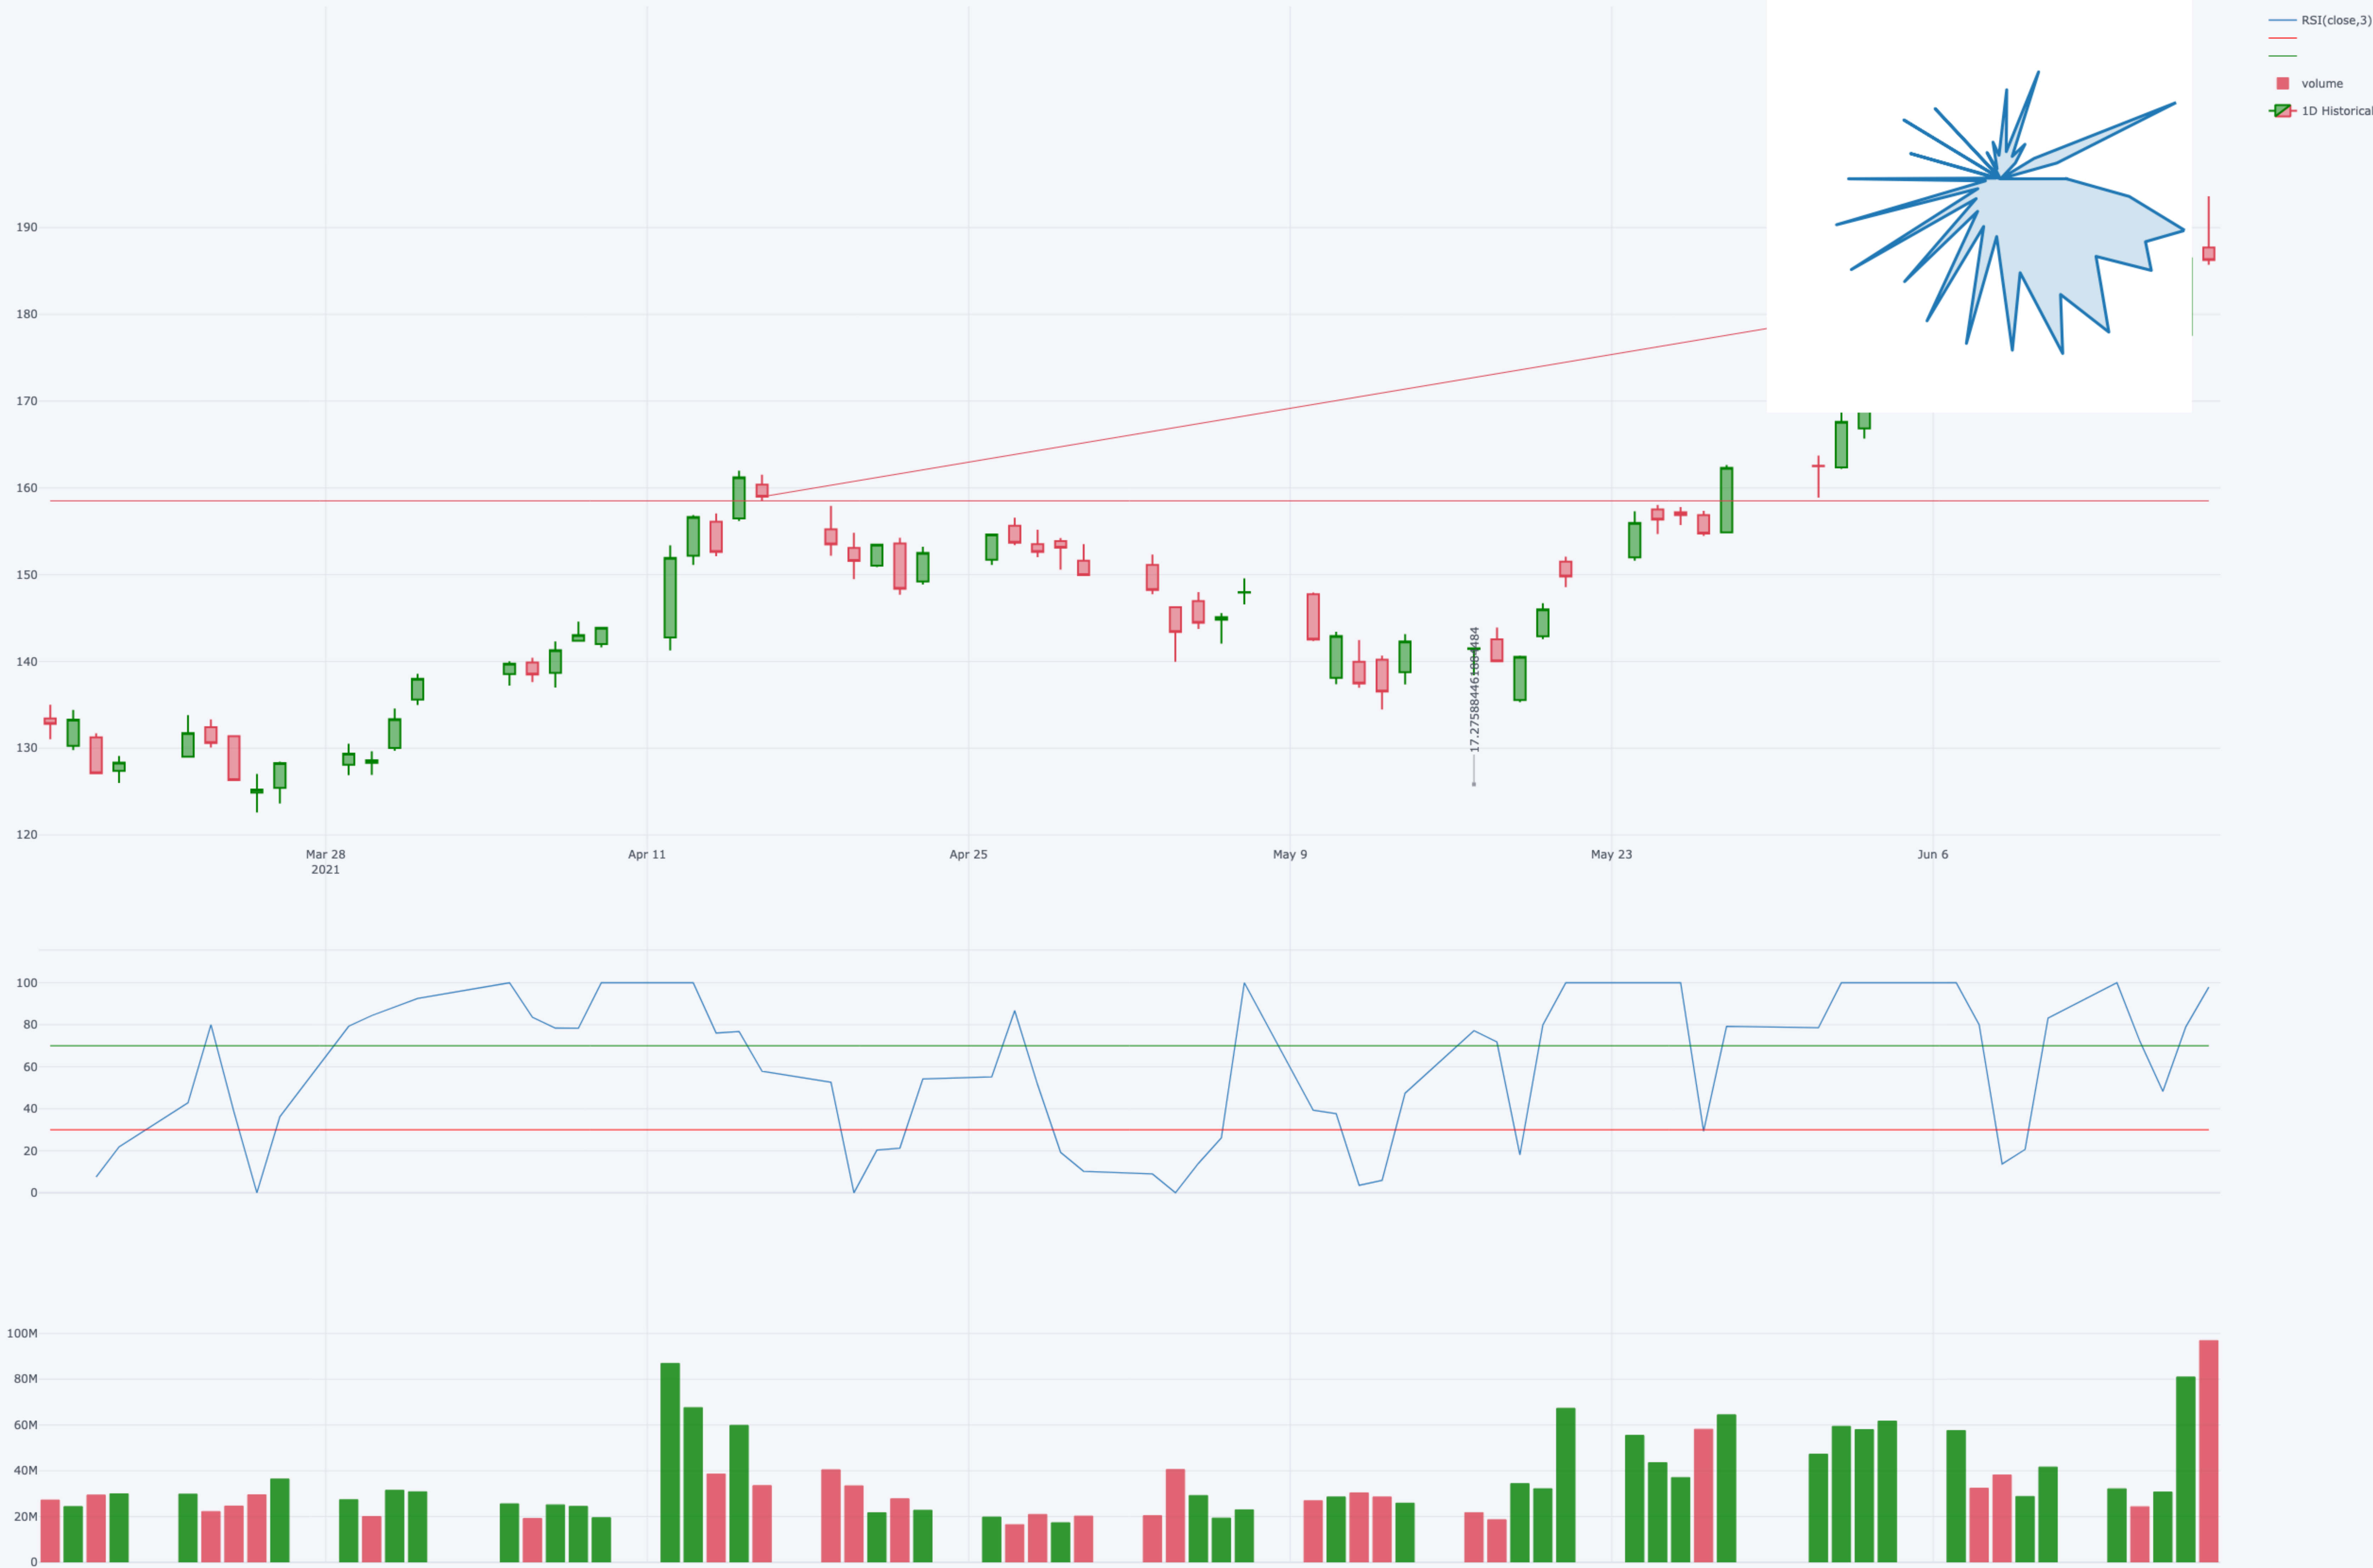 RSI(close,3)
volume
1D Historical
190
180
170
160
150
140
130
120
Mar 28
2021
Apr 11
Apr 25
May 9
May 23
Jun 6
100
80
60
40
20
0
100M
80M
60M
40M
20M
0